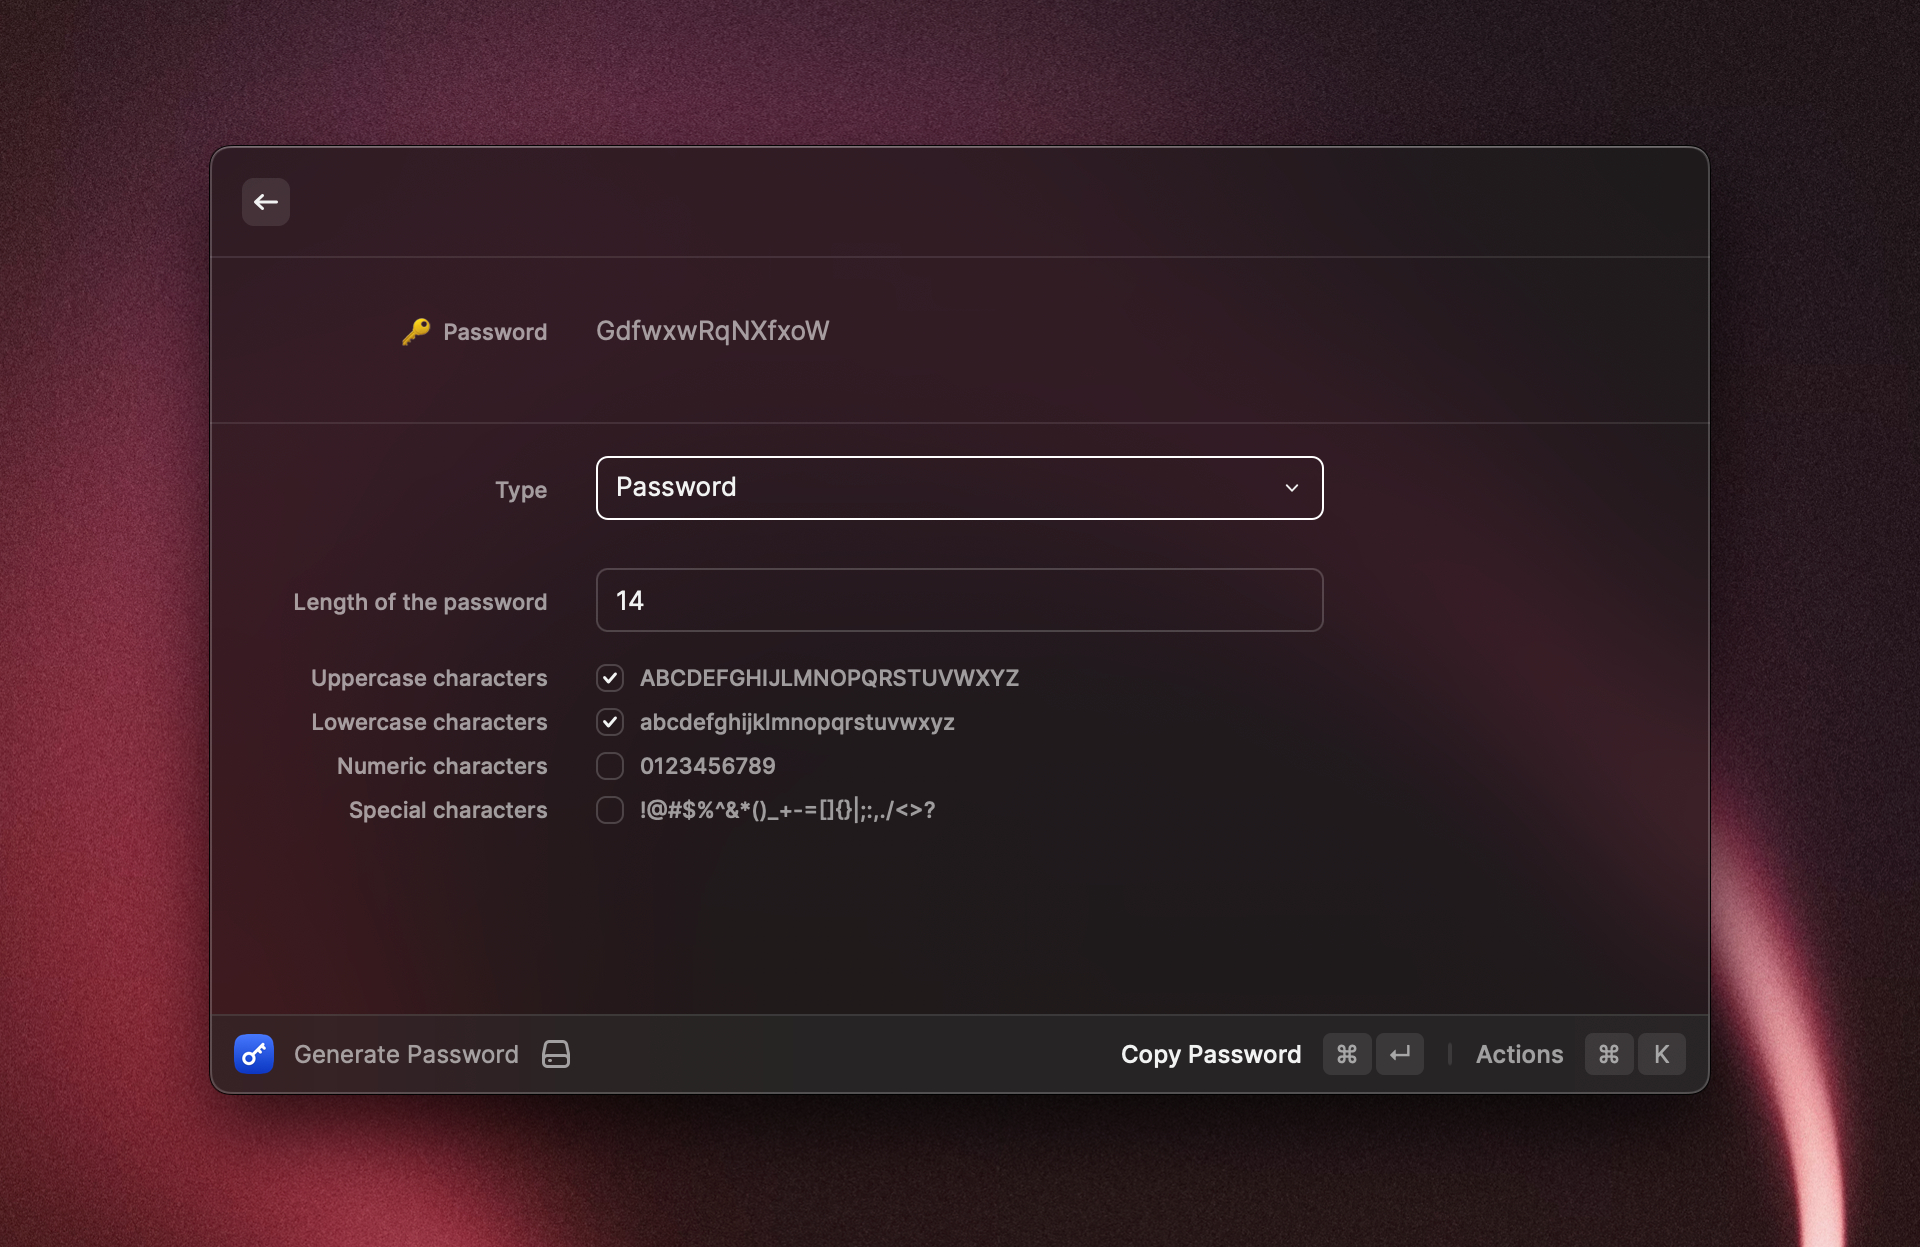 🔑 Password GdfwxwRqNXfxoW
Type Password
Length of the password 14
Uppercase characters ABCDEFGHIJLMNOPQRSTUVWXYZ
Lowercase characters abcdefghijklmnopqrstuvwxyz
Numeric characters 0123456789
Special characters !@#$%^&*()_+-=[]{}|;:,./<>?
Generate Password Copy Password ⌘ ↵ Actions ⌘ K